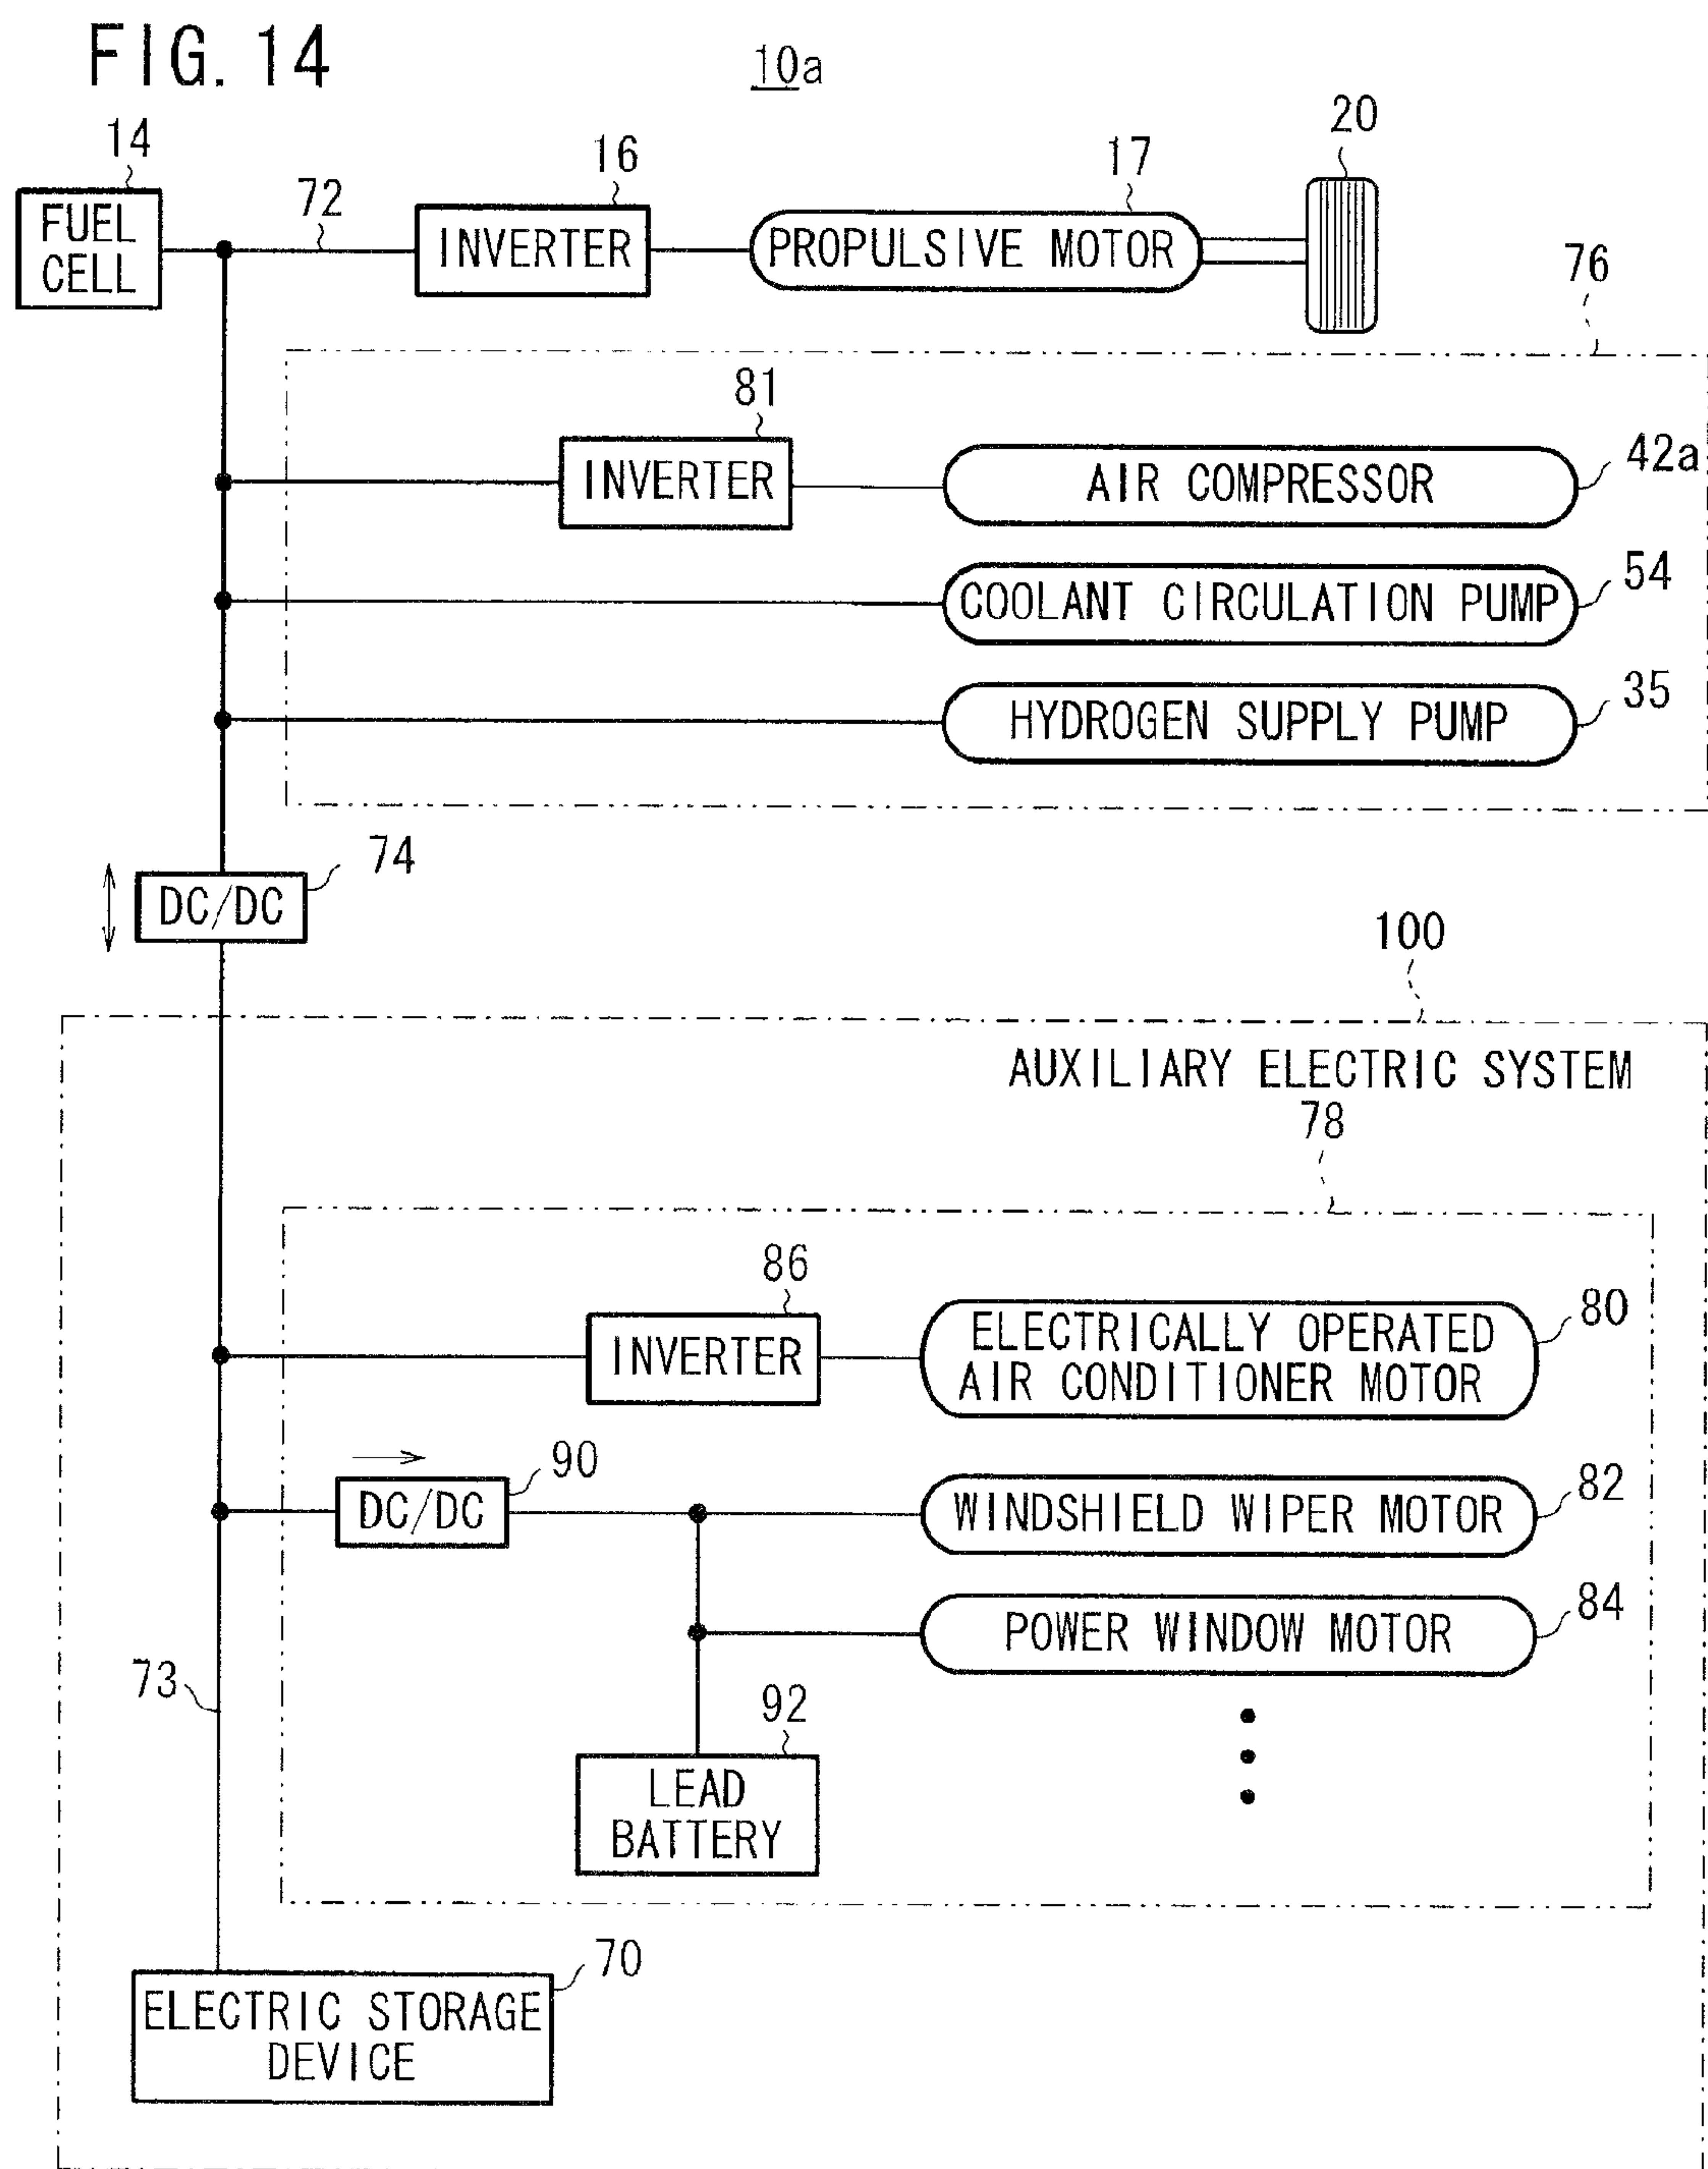 FIG. 14
10a
14
FUEL
CELL
72
16
INVERTER
17
PROPULSIVE MOTOR
20
76
81
INVERTER
AIR COMPRESSOR
42a
COOLANT CIRCULATION PUMP
54
HYDROGEN SUPPLY PUMP
35
74
DC/DC
100
AUXILIARY ELECTRIC SYSTEM
78
86
INVERTER
ELECTRICALLY OPERATED
AIR CONDITIONER MOTOR
80
90
DC/DC
WINDSHIELD WIPER MOTOR
82
POWER WINDOW MOTOR
84
73
92
LEAD
BATTERY
70
ELECTRIC STORAGE
DEVICE